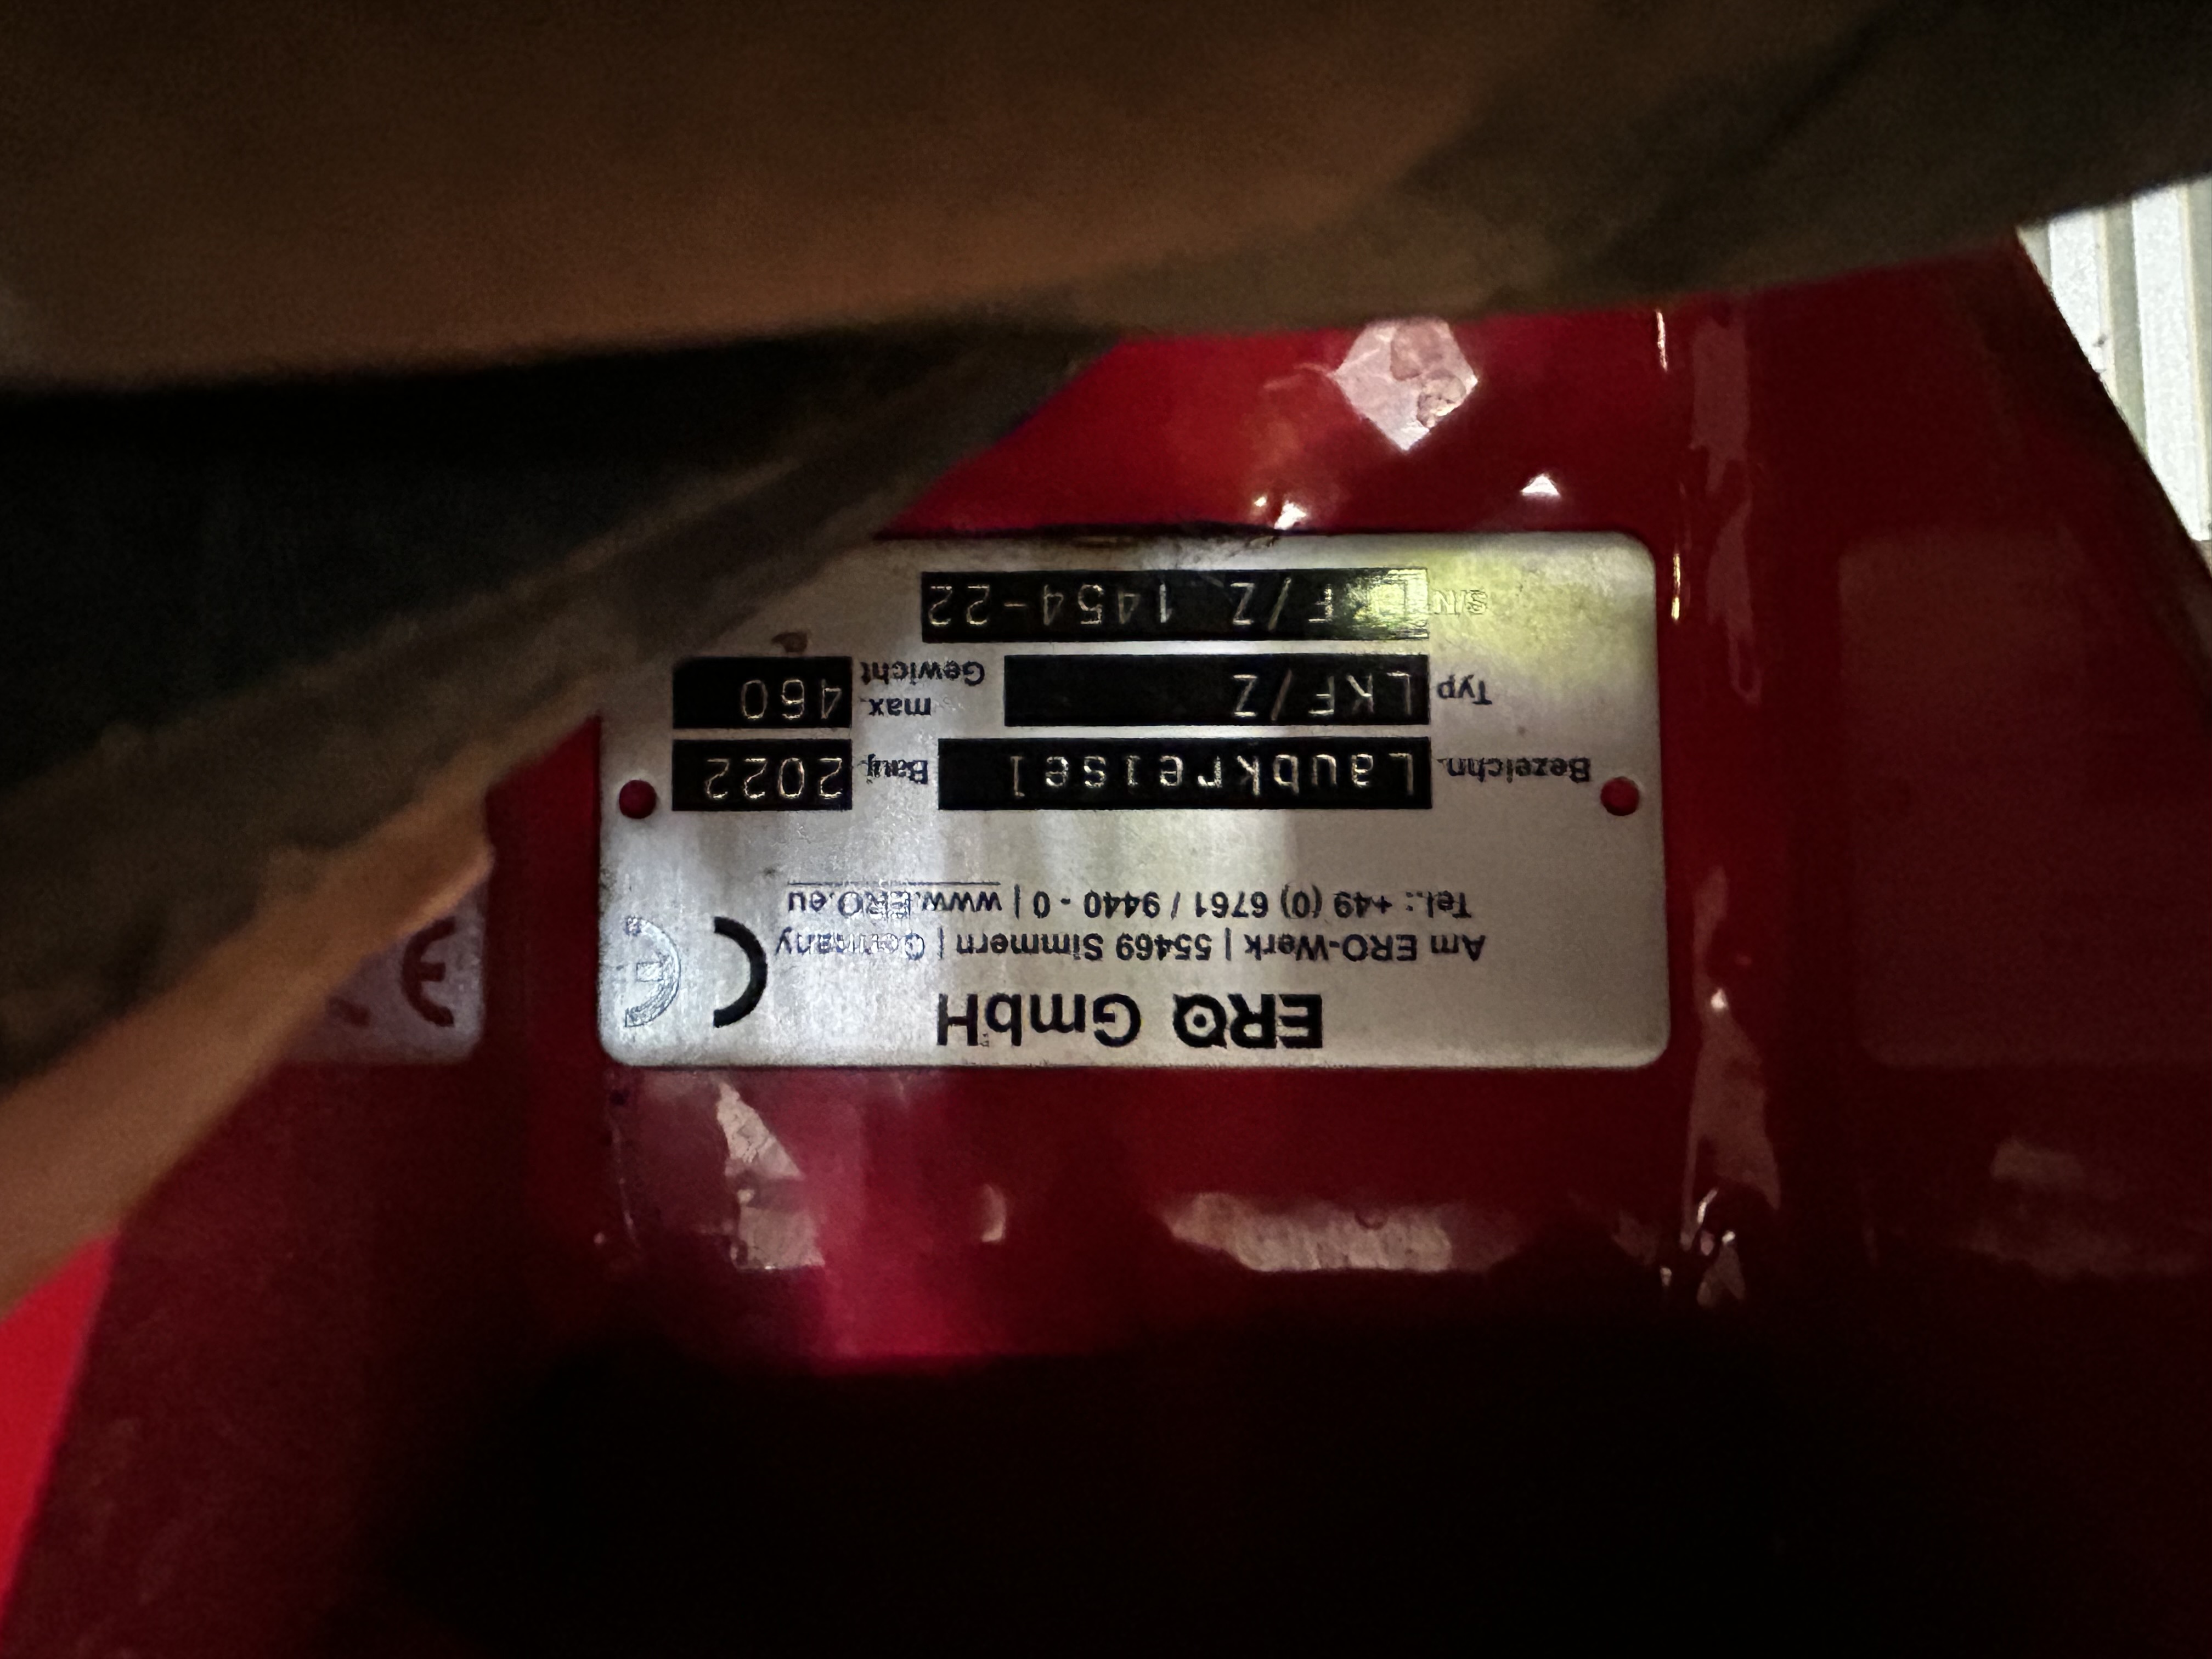 ERO GmbH
Am ERO-Werk | 55469 Simmern | Germany
Tel.: +49 (0) 6761 / 9440 - 0 | www.ERO.eu
CE
Bezeichn. Laubkreisel Bauj. 2022
Typ LKF/Z max. Gewicht 460
S/N LKF/Z 1454-22